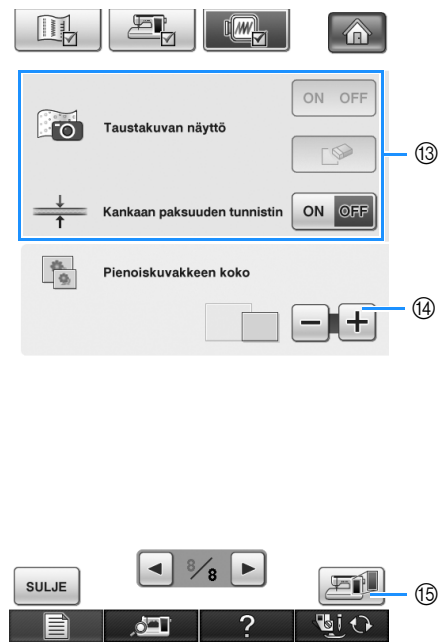 ON OFF
Taustakuvan näyttö
⑬
Kankaan paksuuden tunnistin
ON OFF
Pienoiskuvakkeen koko
⑭
− +
8/8
SULJE
⑮
?